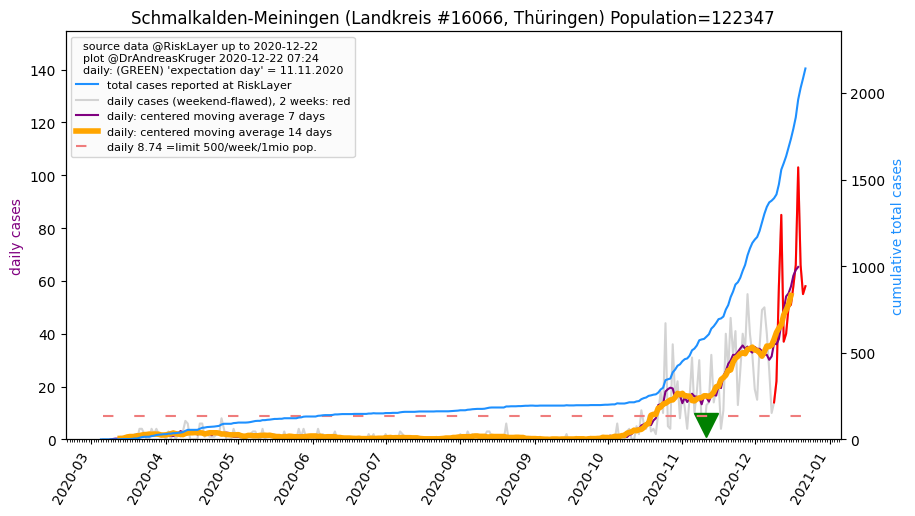 Schmalkalden-Meiningen (Landkreis #16066, Thüringen) Population=122347
source data @RiskLayer up to 2020-12-22
plot @DrAndreasKruger 2020-12-22 07:24
daily: (GREEN) 'expectation day' = 11.11.2020
total cases reported at RiskLayer
daily cases (weekend-flawed), 2 weeks: red
daily: centered moving average 7 days
daily: centered moving average 14 days
daily 8.74 =limit 500/week/1mio pop.
daily cases
140
120
100
80
60
40
20
0
cumulative total cases
2000
1500
1000
500
0
2020-03
2020-04
2020-05
2020-06
2020-07
2020-08
2020-09
2020-10
2020-11
2020-12
2021-01